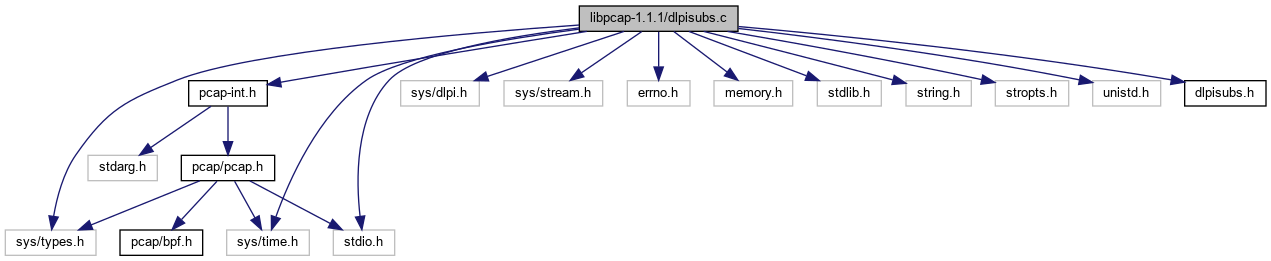 libpcap-1.1.1/dlpisubs.c
pcap-int.h
sys/dlpi.h
sys/stream.h
errno.h
memory.h
stdlib.h
string.h
stropts.h
unistd.h
dlpisubs.h
stdarg.h
pcap/pcap.h
sys/types.h
pcap/bpf.h
sys/time.h
stdio.h